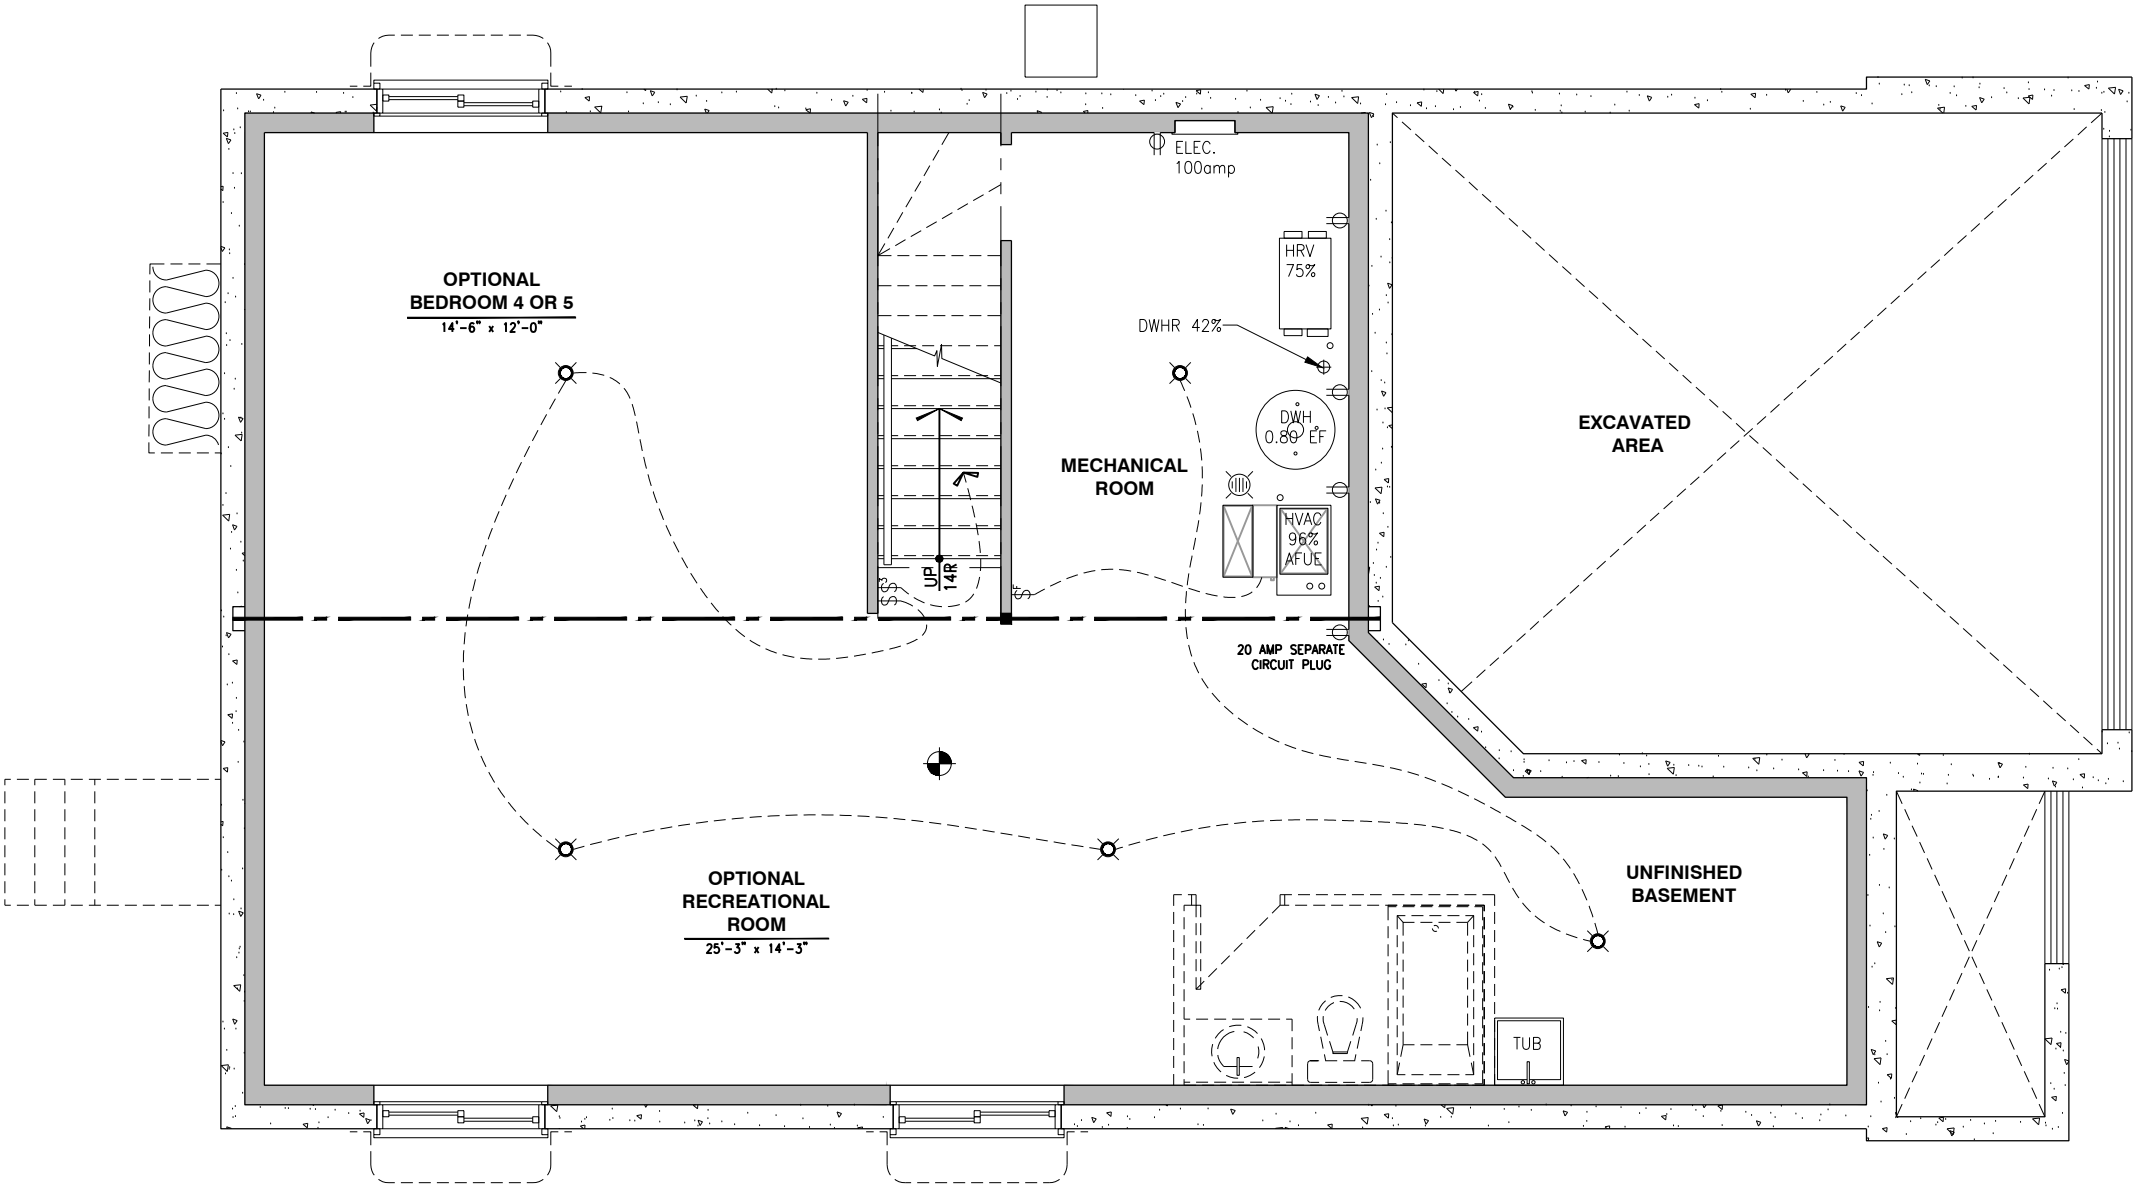 ELEC.
100amp
HRV
75%
OPTIONAL
BEDROOM 4 OR 5
14'-6" x 12'-0"
DWHR 42%
DWH
0.80 EF
EXCAVATED
AREA
MECHANICAL
ROOM
HVAC
96%
AFUE
UP
14R
S3
S
SF
20 AMP SEPARATE
CIRCUIT PLUG
OPTIONAL
RECREATIONAL
ROOM
25'-3" x 14'-3"
UNFINISHED
BASEMENT
TUB